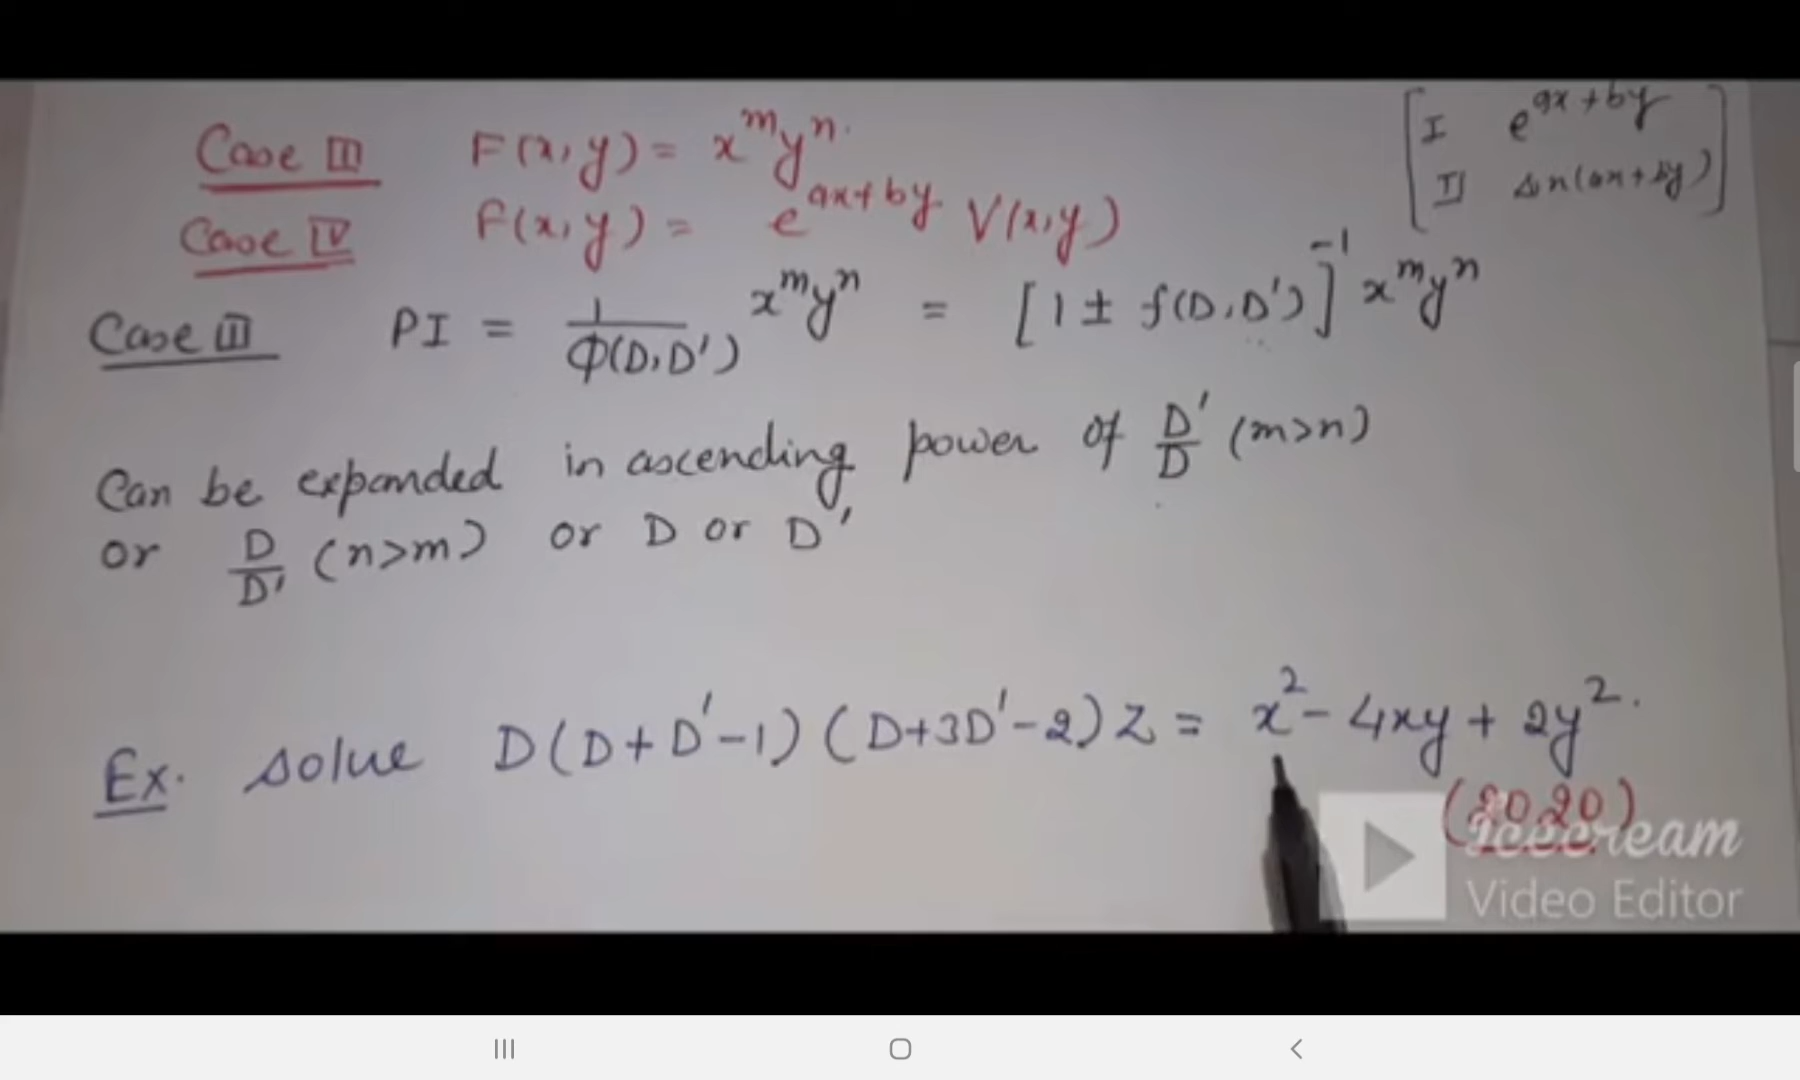 Case III F(x,y) = x^m y^n.
Case IV F(x,y) = e^{ax+by} V(x,y)
[I e^{ax+by}
II sin(ax+by)]
Case III PI = 1/Φ(D,D') x^m y^n = [1 ± f(D,D')]^{-1} x^m y^n
Can be expanded in ascending power of D'/D (m>n)
or D/D' (n>m) or D or D'
Ex. solve D(D+D'-1)(D+3D'-2)Z = x^2 - 4xy + 2y^2.
(2020)
Icecream
Video Editor